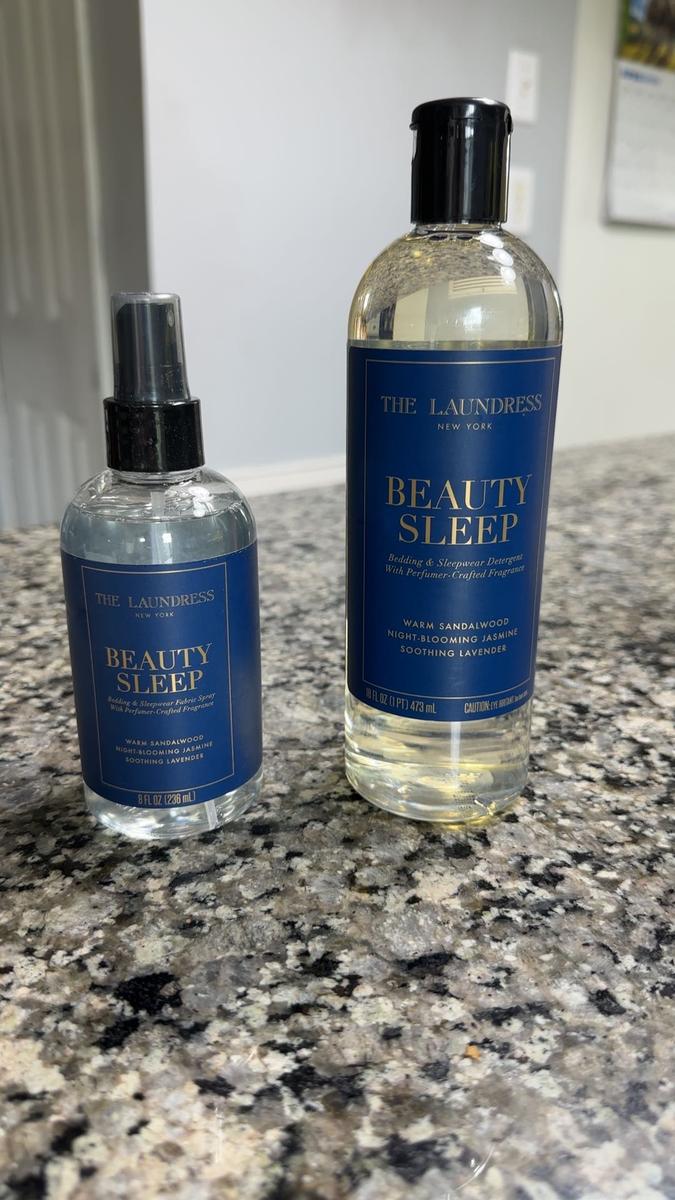 THE LAUNDRESS
NEW YORK
BEAUTY
SLEEP
Bedding & Sleepwear Fabric Spray
With Perfumer-Crafted Fragrance
WARM SANDALWOOD
NIGHT-BLOOMING JASMINE
SOOTHING LAVENDER
8 FL OZ (236 mL)
THE LAUNDRESS
NEW YORK
BEAUTY
SLEEP
Bedding & Sleepwear Detergent
With Perfumer-Crafted Fragrance
WARM SANDALWOOD
NIGHT-BLOOMING JASMINE
SOOTHING LAVENDER
16 FL OZ (1 PT) 473 mL CAUTION: EYE IRRITANT.